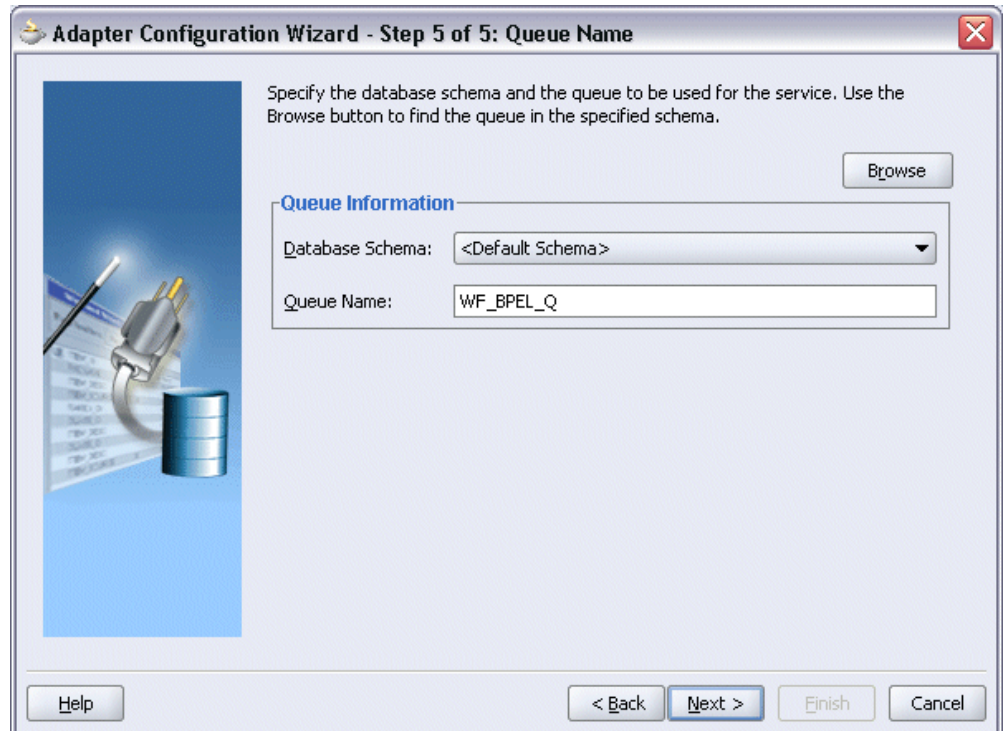 Adapter Configuration Wizard - Step 5 of 5: Queue Name
Specify the database schema and the queue to be used for the service. Use the
Browse button to find the queue in the specified schema.
Browse
Queue Information
Database Schema: <Default Schema>
Queue Name: WF_BPEL_Q
Help < Back Next > Finish Cancel